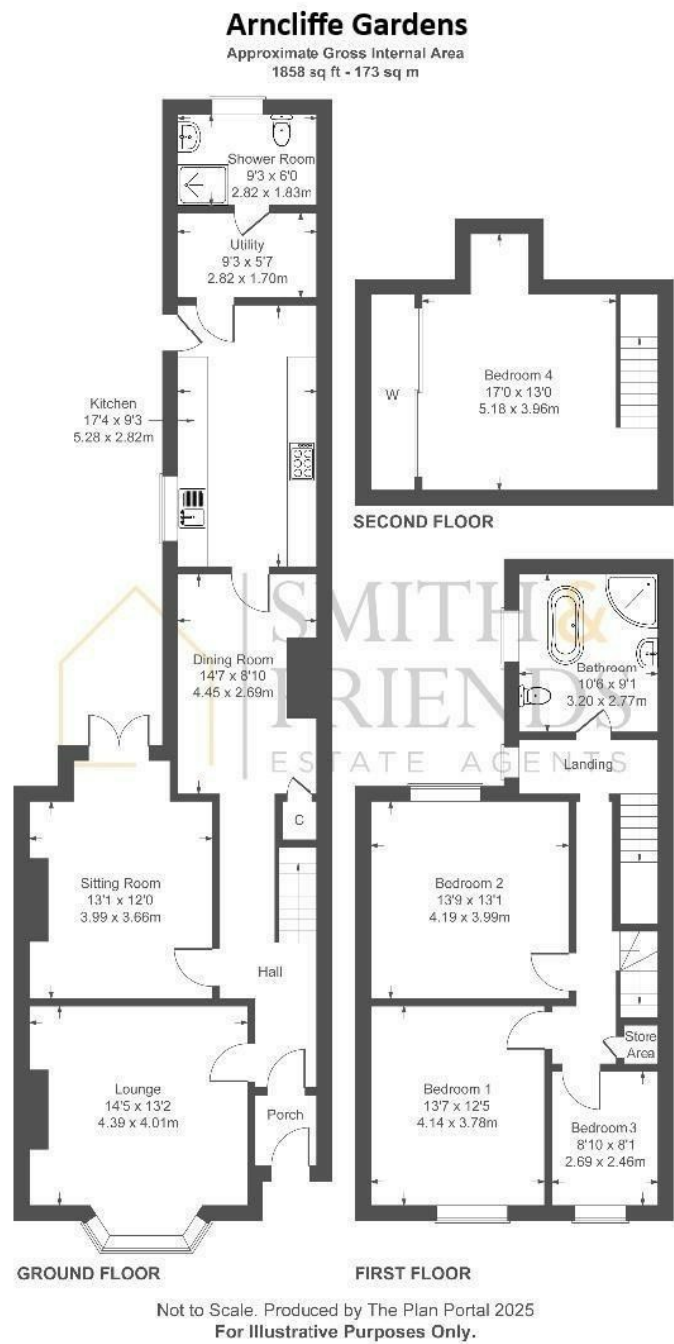 Arncliffe Gardens
Approximate Gross Internal Area
1858 sq ft - 173 sq m
Shower Room
9'3 x 6'0
2.82 x 1.83m
Utility
9'3 x 5'7
2.82 x 1.70m
Kitchen
17'4 x 9'3
5.28 x 2.82m
Dining Room
14'7 x 8'10
4.45 x 2.69m
C
Sitting Room
13'1 x 12'0
3.99 x 3.66m
Hall
Lounge
14'5 x 13'2
4.39 x 4.01m
Porch
GROUND FLOOR
W
Bedroom 4
17'0 x 13'0
5.18 x 3.96m
SECOND FLOOR
SMITH &
FRIENDS
ESTATE AGENTS
Bathroom
10'6 x 9'1
3.20 x 2.77m
Landing
Bedroom 2
13'9 x 13'1
4.19 x 3.99m
Store
Area
Bedroom 1
13'7 x 12'5
4.14 x 3.78m
Bedroom3
8'10 x 8'1
2.69 x 2.46m
FIRST FLOOR
Not to Scale. Produced by The Plan Portal 2025
For Illustrative Purposes Only.